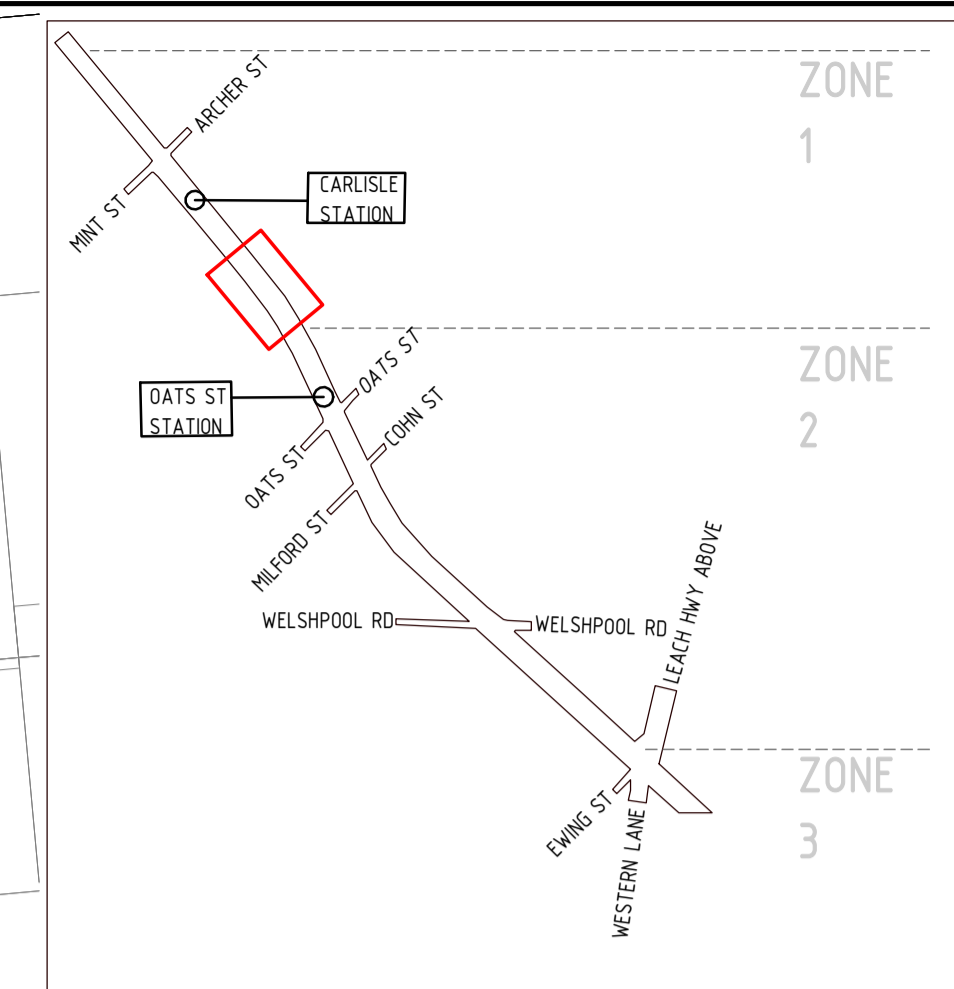 ZONE
1
ARCHER ST
CARLISLE
STATION
MINT ST
ZONE
2
OATS ST
OATS ST
STATION
COHN ST
OATS ST
MILFORD ST
WELSHPOOL RD
WELSHPOOL RD
LEACH HWY ABOVE
ZONE
3
EWING ST
WESTERN LANE